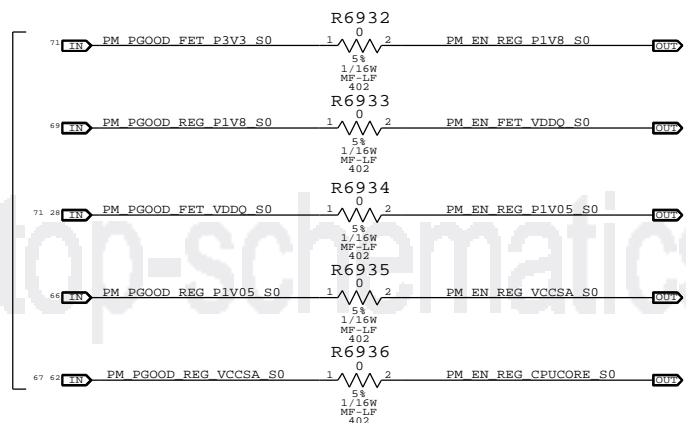 R6932
0
71 IN PM_PGOOD_FET_P3V3_S0 1 2 PM_EN_REG_P1V8_S0 OUT
5%
1/16W
MF-LF
402
R6933
0
69 IN PM_PGOOD_REG_P1V8_S0 1 2 PM_EN_FET_VDDQ_S0 OUT
5%
1/16W
MF-LF
402
R6934
0
71 28 IN PM_PGOOD_FET_VDDQ_S0 1 2 PM_EN_REG_P1V05_S0 OUT
5%
1/16W
MF-LF
402
R6935
0
66 IN PM_PGOOD_REG_P1V05_S0 1 2 PM_EN_REG_VCCSA_S0 OUT
5%
1/16W
MF-LF
402
R6936
0
67 62 IN PM_PGOOD_REG_VCCSA_S0 1 2 PM_EN_REG_CPUCORE_S0 OUT
5%
1/16W
MF-LF
402
top-schematics